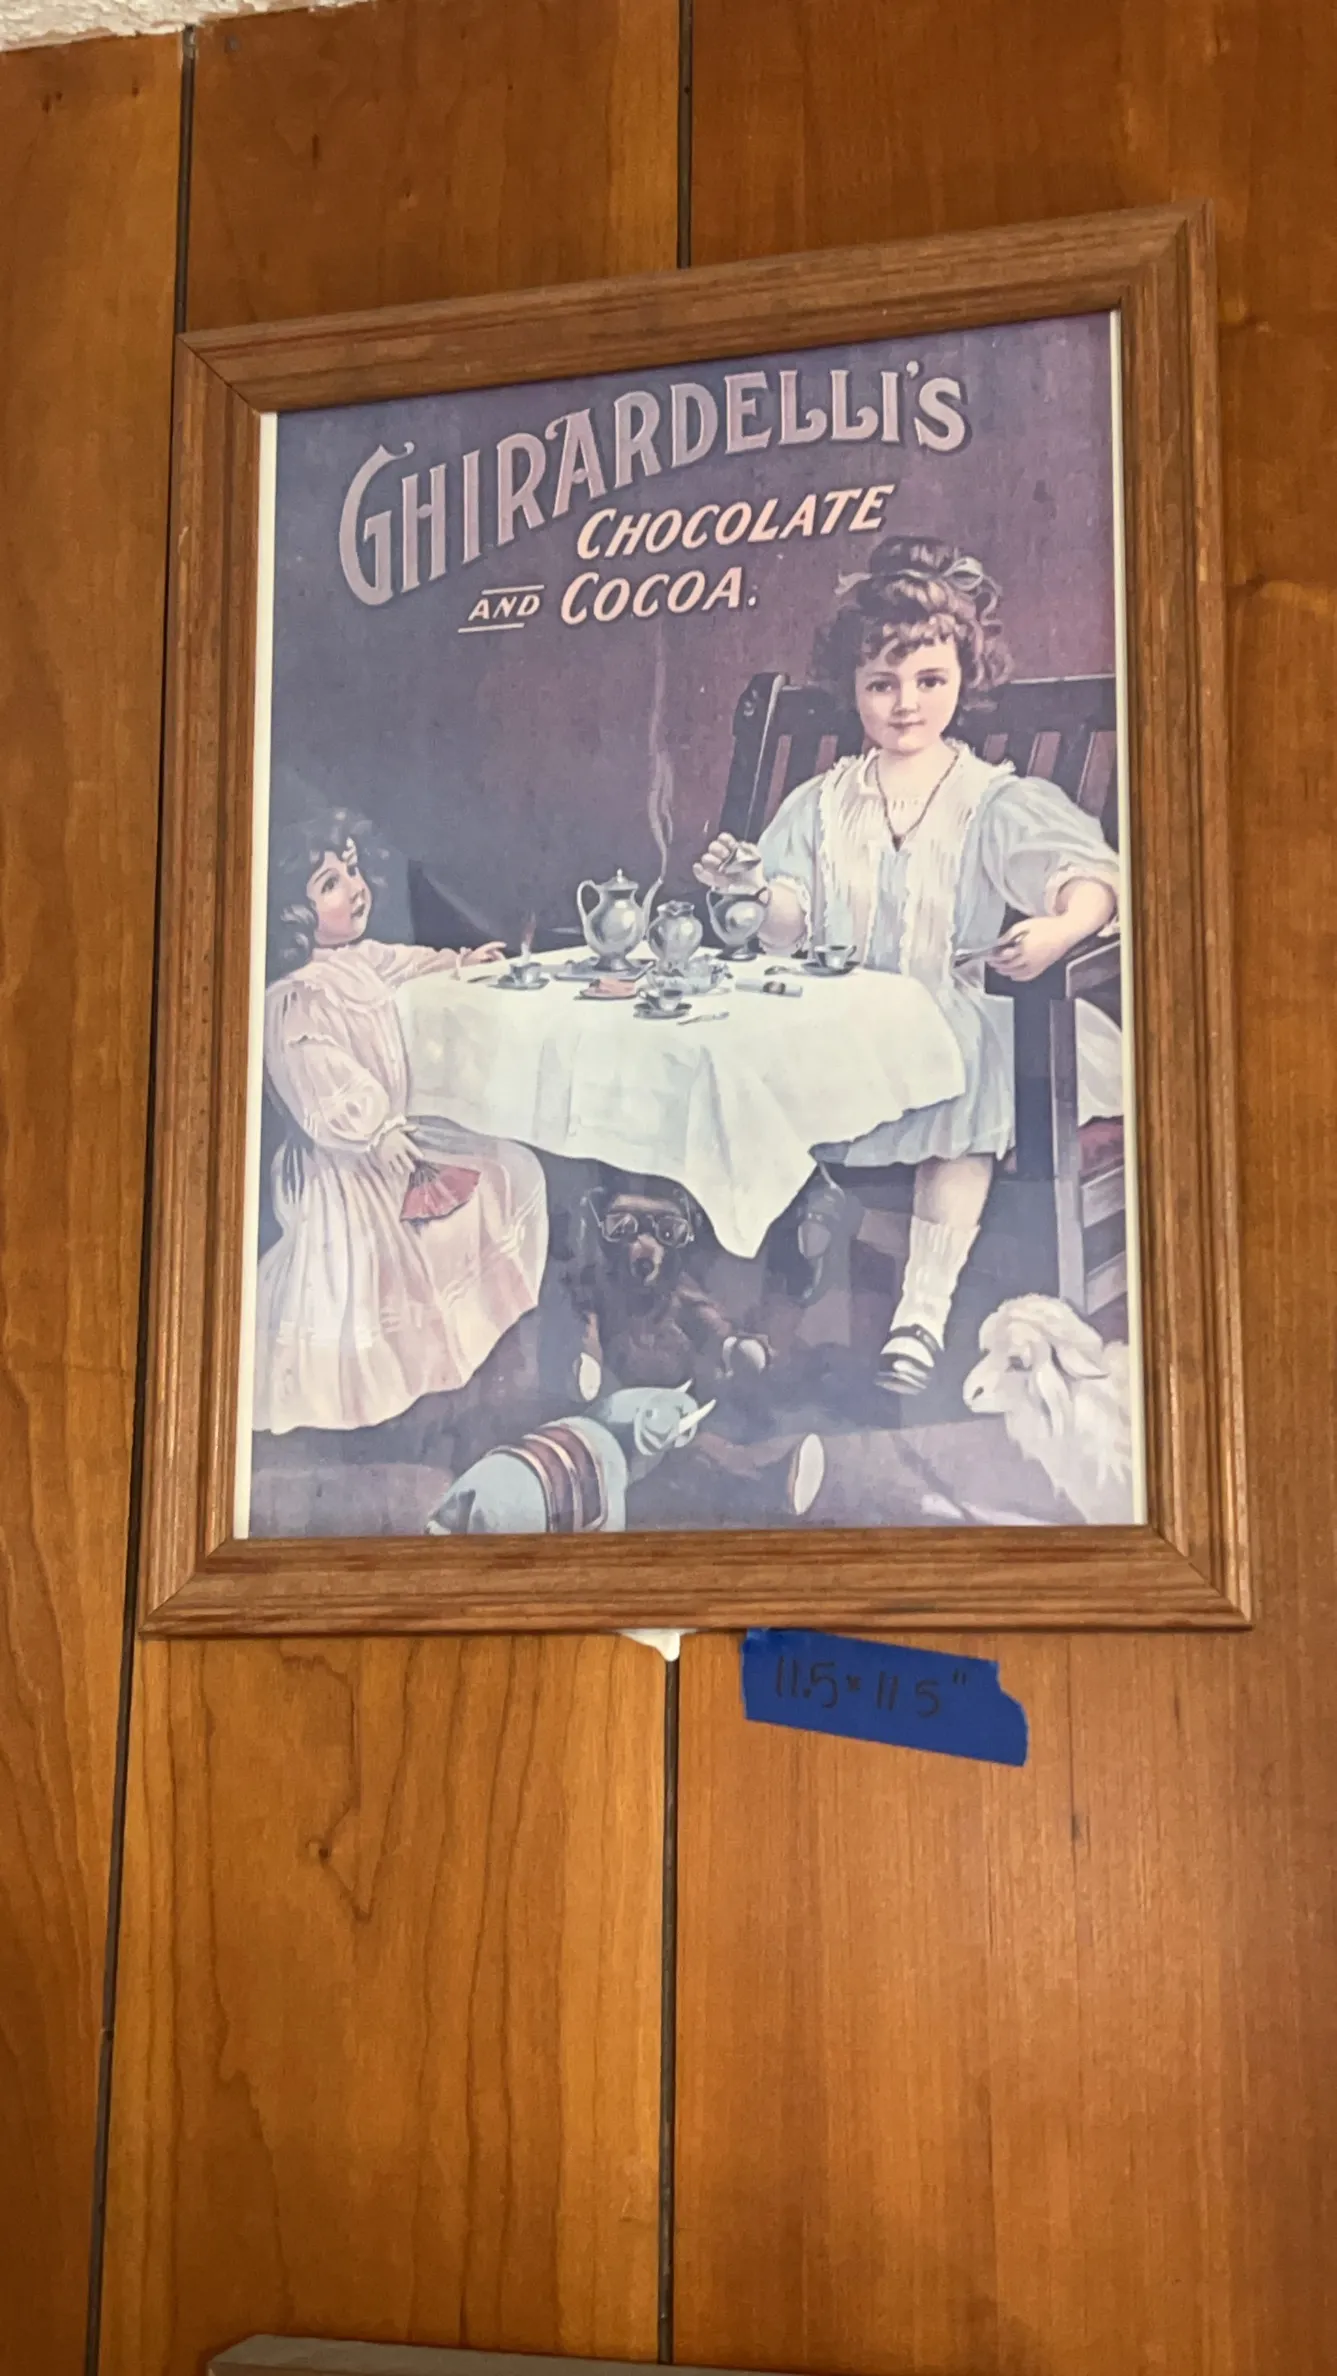 GHIRARDELLI'S
CHOCOLATE
AND COCOA.
11.5 * 11 5"